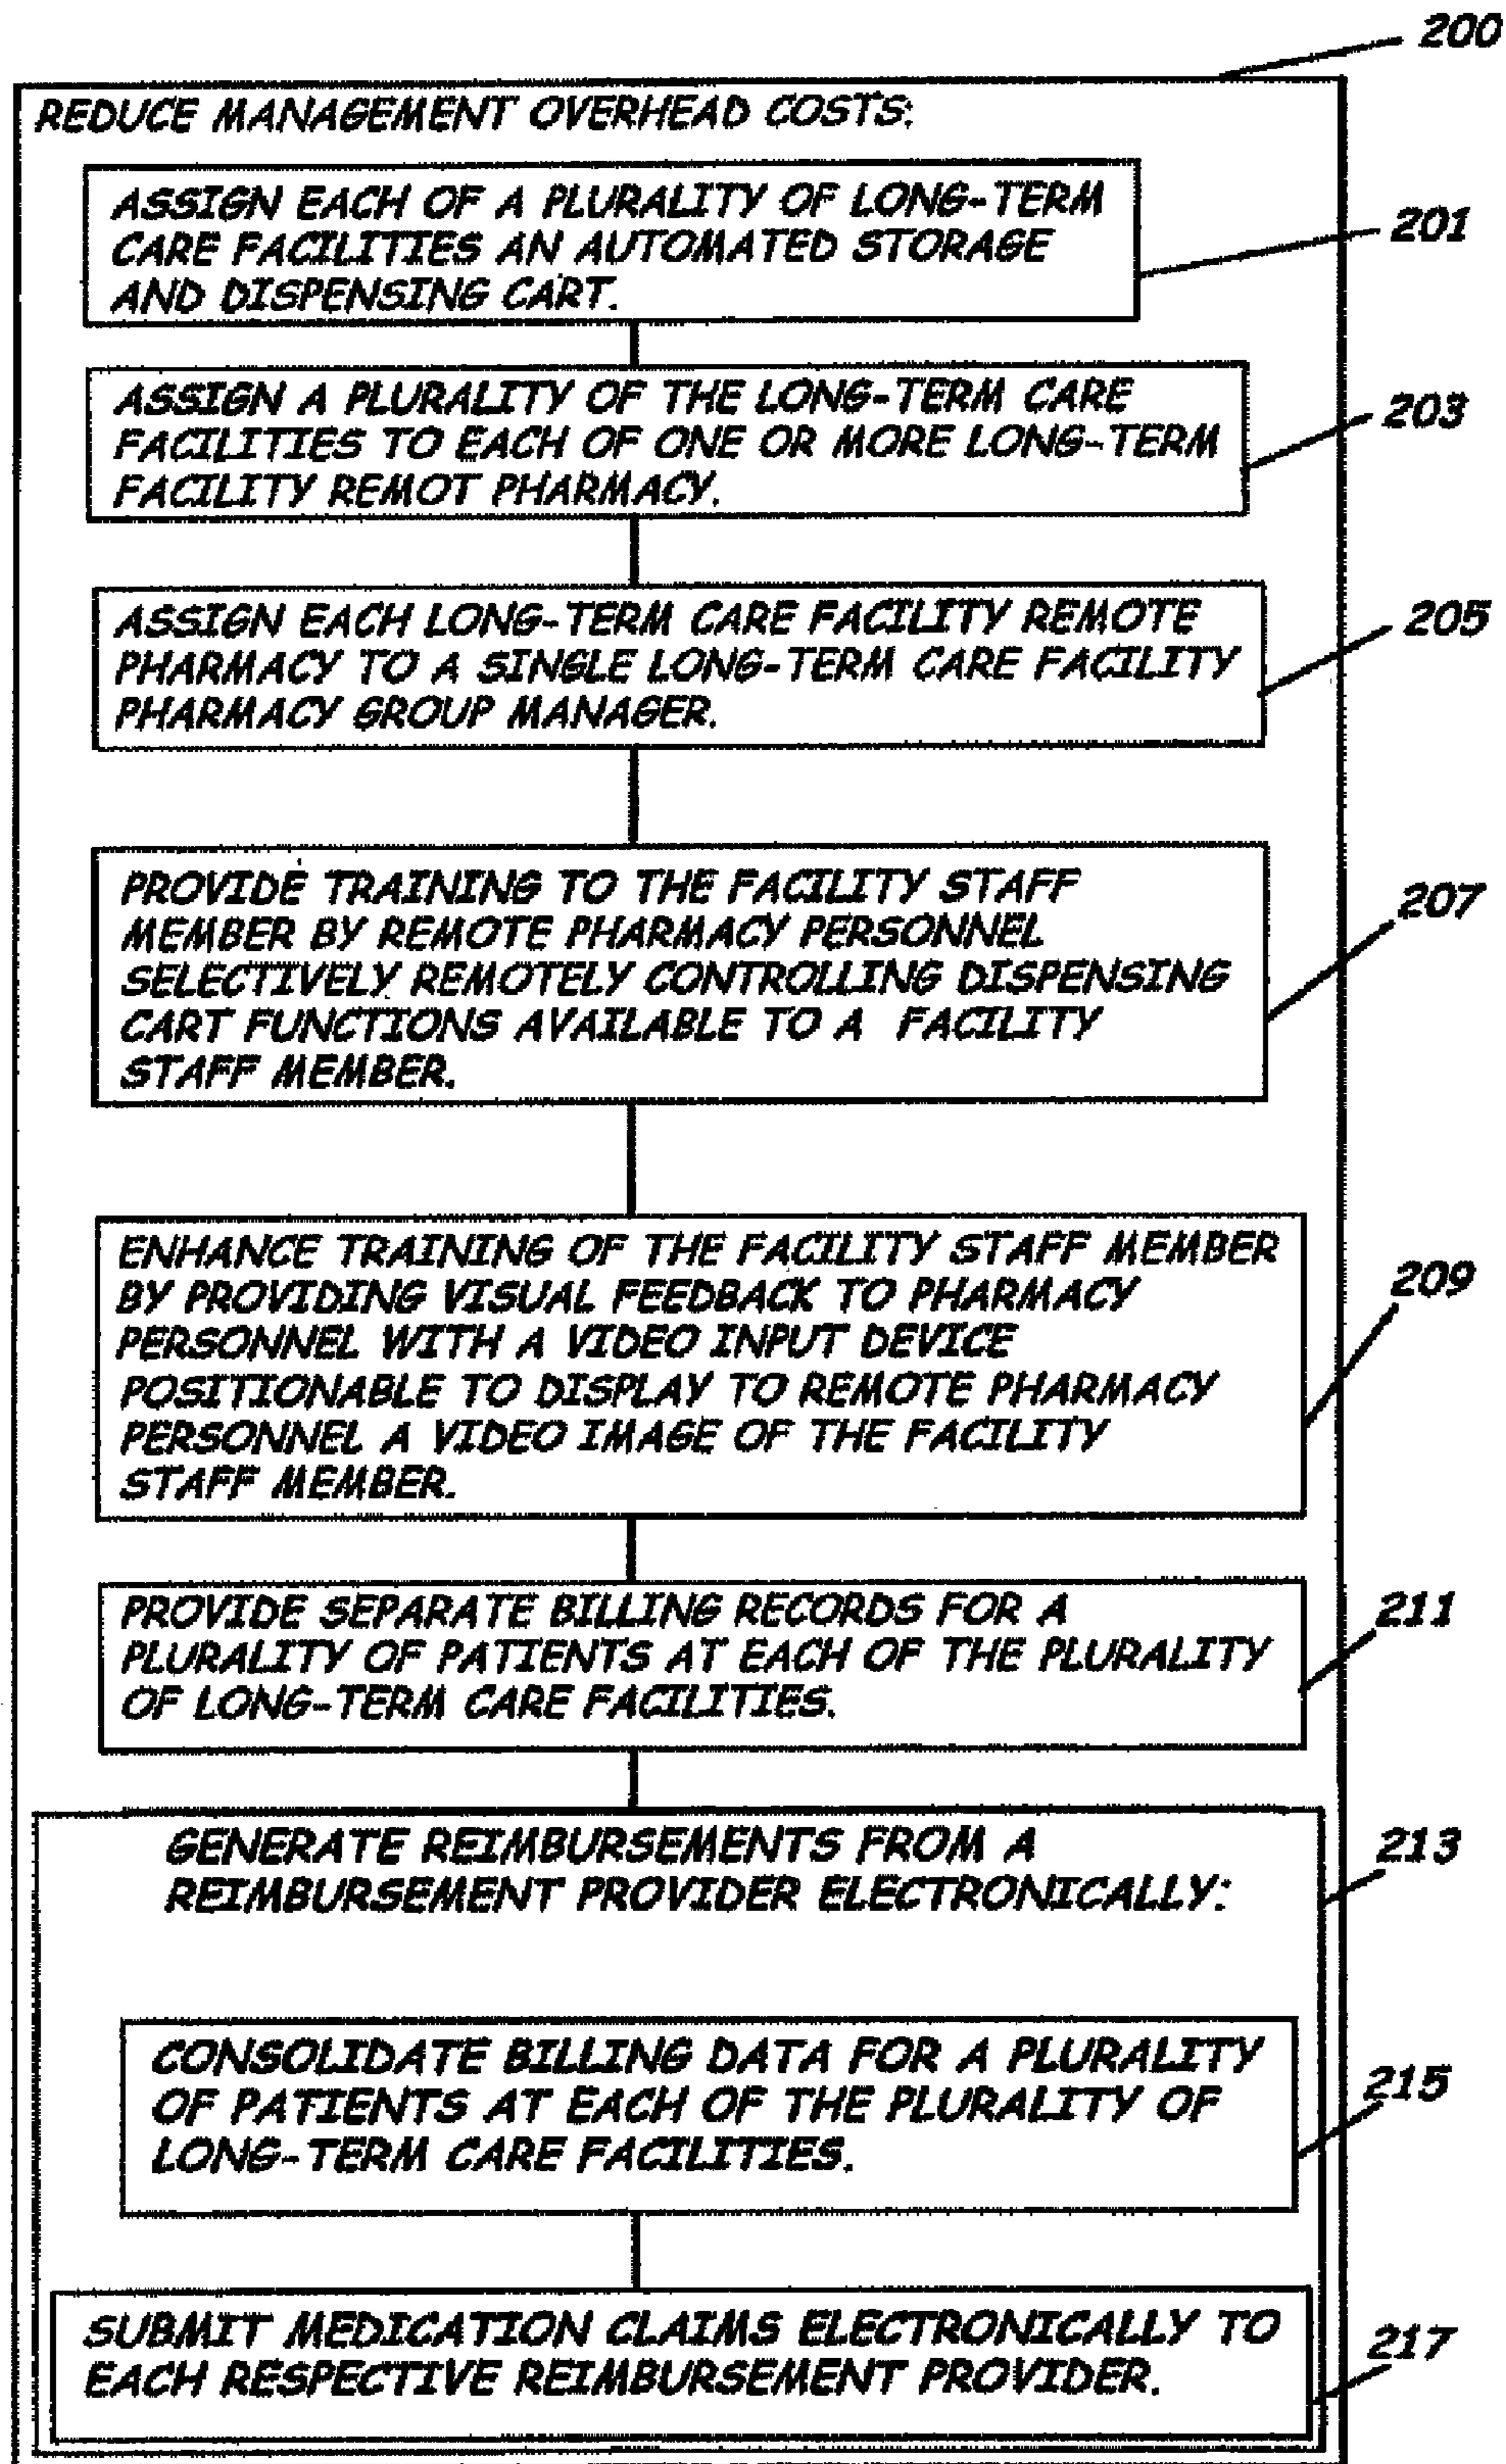 200
REDUCE MANAGEMENT OVERHEAD COSTS:
ASSIGN EACH OF A PLURALITY OF LONG-TERM
CARE FACILITIES AN AUTOMATED STORAGE
AND DISPENSING CART.
201
ASSIGN A PLURALITY OF THE LONG-TERM CARE
FACILITIES TO EACH OF ONE OR MORE LONG-TERM
FACILITY REMOT PHARMACY.
203
ASSIGN EACH LONG-TERM CARE FACILITY REMOTE
PHARMACY TO A SINGLE LONG-TERM CARE FACILITY
PHARMACY GROUP MANAGER.
205
PROVIDE TRAINING TO THE FACILITY STAFF
MEMBER BY REMOTE PHARMACY PERSONNEL
SELECTIVELY REMOTELY CONTROLLING DISPENSING
CART FUNCTIONS AVAILABLE TO A FACILITY
STAFF MEMBER.
207
ENHANCE TRAINING OF THE FACILITY STAFF MEMBER
BY PROVIDING VISUAL FEEDBACK TO PHARMACY
PERSONNEL WITH A VIDEO INPUT DEVICE
POSITIONABLE TO DISPLAY TO REMOTE PHARMACY
PERSONNEL A VIDEO IMAGE OF THE FACILITY
STAFF MEMBER.
209
PROVIDE SEPARATE BILLING RECORDS FOR A
PLURALITY OF PATIENTS AT EACH OF THE PLURALITY
OF LONG-TERM CARE FACILITIES.
211
GENERATE REIMBURSEMENTS FROM A
REIMBURSEMENT PROVIDER ELECTRONICALLY:
213
CONSOLIDATE BILLING DATA FOR A PLURALITY
OF PATIENTS AT EACH OF THE PLURALITY OF
LONG-TERM CARE FACILITIES.
215
SUBMIT MEDICATION CLAIMS ELECTRONICALLY TO
EACH RESPECTIVE REIMBURSEMENT PROVIDER.
217